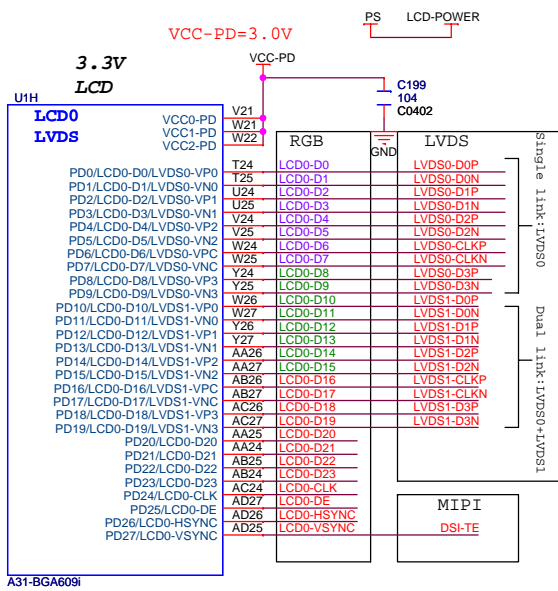 PS LCD-POWER
VCC-PD=3.0V
VCC-PD
3.3V
LCD
C199
104
C0402
GND
U1H
LCD0
LVDS
VCC0-PD V21
VCC1-PD W21
VCC2-PD W22
RGB LVDS
PD0/LCD0-D0/LVDS0-VP0 T24 LCD0-D0 LVDS0-D0P
PD1/LCD0-D1/LVDS0-VN0 T25 LCD0-D1 LVDS0-D0N
PD2/LCD0-D2/LVDS0-VP1 U24 LCD0-D2 LVDS0-D1P
PD3/LCD0-D3/LVDS0-VN1 U25 LCD0-D3 LVDS0-D1N
PD4/LCD0-D4/LVDS0-VP2 V24 LCD0-D4 LVDS0-D2P
PD5/LCD0-D5/LVDS0-VN2 V25 LCD0-D5 LVDS0-D2N
PD6/LCD0-D6/LVDS0-VPC W24 LCD0-D6 LVDS0-CLKP
PD7/LCD0-D7/LVDS0-VNC W25 LCD0-D7 LVDS0-CLKN
PD8/LCD0-D8/LVDS0-VP3 Y24 LCD0-D8 LVDS0-D3P
PD9/LCD0-D9/LVDS0-VN3 Y25 LCD0-D9 LVDS0-D3N
PD10/LCD0-D10/LVDS1-VP0 W26 LCD0-D10 LVDS1-D0P
PD11/LCD0-D11/LVDS1-VN0 W27 LCD0-D11 LVDS1-D0N
PD12/LCD0-D12/LVDS1-VP1 Y26 LCD0-D12 LVDS1-D1P
PD13/LCD0-D13/LVDS1-VN1 Y27 LCD0-D13 LVDS1-D1N
PD14/LCD0-D14/LVDS1-VP2 AA26 LCD0-D14 LVDS1-D2P
PD15/LCD0-D15/LVDS1-VN2 AA27 LCD0-D15 LVDS1-D2N
PD16/LCD0-D16/LVDS1-VPC AB26 LCD0-D16 LVDS1-CLKP
PD17/LCD0-D17/LVDS1-VNC AB27 LCD0-D17 LVDS1-CLKN
PD18/LCD0-D18/LVDS1-VP3 AC26 LCD0-D18 LVDS1-D3P
PD19/LCD0-D19/LVDS1-VN3 AC27 LCD0-D19 LVDS1-D3N
PD20/LCD0-D20 AA25 LCD0-D20
PD21/LCD0-D21 AA24 LCD0-D21
PD22/LCD0-D22 AB25 LCD0-D22
PD23/LCD0-D23 AB24 LCD0-D23
PD24/LCD0-CLK AC24 LCD0-CLK
PD25/LCD0-DE AD27 LCD0-DE
PD26/LCD0-HSYNC AD26 LCD0-HSYNC
PD27/LCD0-VSYNC AD25 LCD0-VSYNC
Single link:LVDS0
Dual link:LVDS0+LVDS1
MIPI
DSI-TE
A31-BGA609i